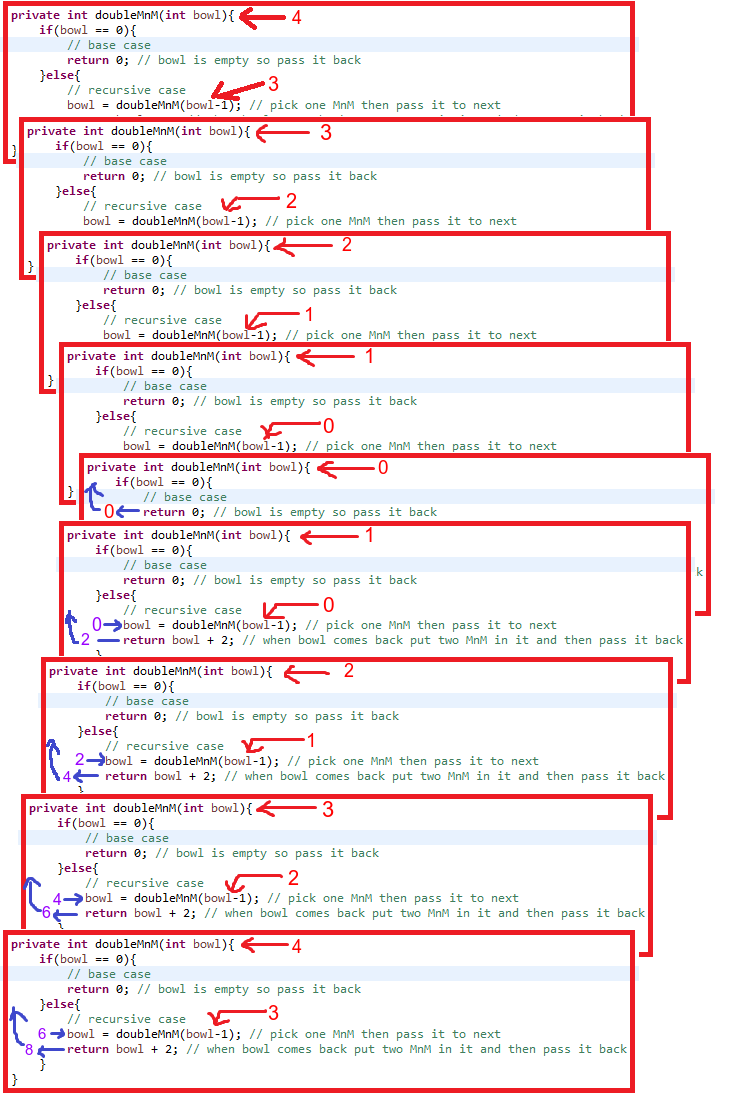 private int doubleMnM(int bowl){ 4
if(bowl == 0){
// base case
return 0; // bowl is empty so pass it back
}else{
// recursive case 3
bowl = doubleMnM(bowl-1); // pick one MnM then pass it to next
private int doubleMnM(int bowl){ 3
}
if(bowl == 0){
// base case
return 0; // bowl is empty so pass it back
}else{
// recursive case 2
bowl = doubleMnM(bowl-1); // pick one MnM then pass it to next
private int doubleMnM(int bowl){ 2
if(bowl == 0){
}
// base case
return 0; // bowl is empty so pass it back
}else{
// recursive case 1
bowl = doubleMnM(bowl-1); // pick one MnM then pass it to next
private int doubleMnM(int bowl){ 1
if(bowl == 0){
}
// base case
return 0; // bowl is empty so pass it back
}else{
// recursive case 0
bowl = doubleMnM(bowl-1); // pick one MnM then pass it to next
private int doubleMnM(int bowl){ 0
if(bowl == 0){
}
// base case
0 return 0; // bowl is empty so pass it back
private int doubleMnM(int bowl){ 1
if(bowl == 0){
// base case
k
return 0; // bowl is empty so pass it back
}else{
// recursive case 0
0 bowl = doubleMnM(bowl-1); // pick one MnM then pass it to next
2 return bowl + 2; // when bowl comes back put two MnM in it and then pass it back
}
private int doubleMnM(int bowl){ 2
if(bowl == 0){
// base case
return 0; // bowl is empty so pass it back
}else{
// recursive case 1
2 bowl = doubleMnM(bowl-1); // pick one MnM then pass it to next
4 return bowl + 2; // when bowl comes back put two MnM in it and then pass it back
}
private int doubleMnM(int bowl){ 3
if(bowl == 0){
// base case
return 0; // bowl is empty so pass it back
}else{
// recursive case 2
4 bowl = doubleMnM(bowl-1); // pick one MnM then pass it to next
6 return bowl + 2; // when bowl comes back put two MnM in it and then pass it back
}
private int doubleMnM(int bowl){ 4
if(bowl == 0){
// base case
return 0; // bowl is empty so pass it back
}else{
// recursive case 3
6 bowl = doubleMnM(bowl-1); // pick one MnM then pass it to next
8 return bowl + 2; // when bowl comes back put two MnM in it and then pass it back
}
}